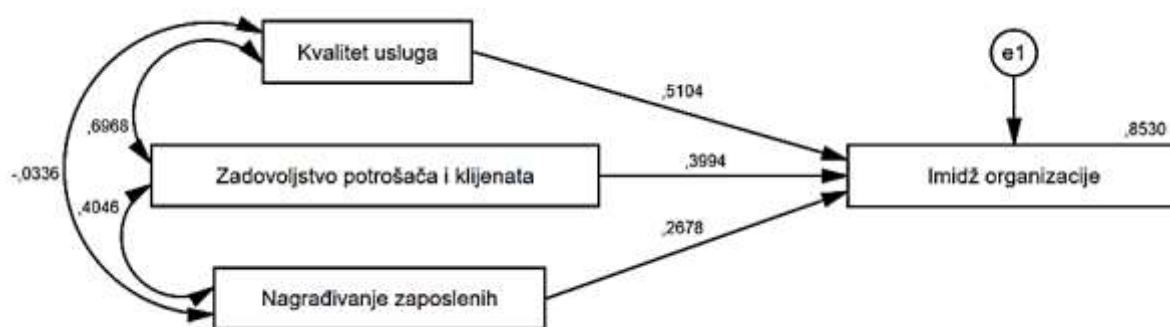 Kvalitet usluga
e1
,5104
,8530
,6968
Zadovoljstvo potrošača i klijenata
,3994
Imidž organizacije
-,0336
,4046
,2678
Nagrađivanje zaposlenih